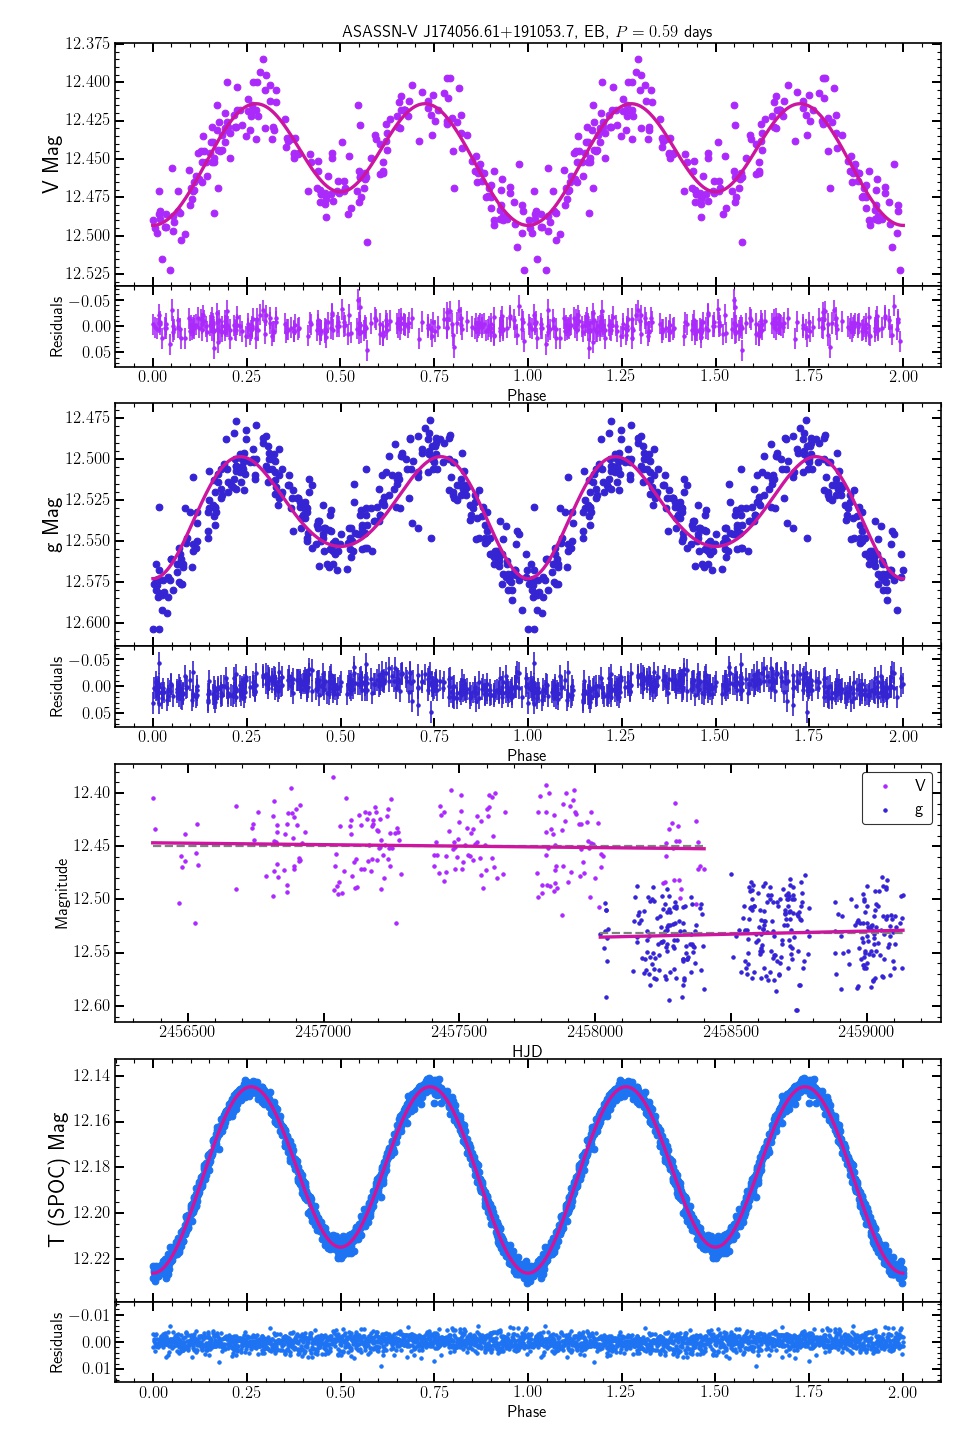 ASASSN-V J174056.61+191053.7, EB, P = 0.59 days
12.375
12.400
12.425
12.450
12.475
12.500
12.525
V Mag
−0.05
0.00
0.05
Residuals
0.00 0.25 0.50 0.75 1.00 1.25 1.50 1.75 2.00
Phase
12.475
12.500
12.525
12.550
12.575
12.600
g Mag
−0.05
0.00
0.05
Residuals
0.00 0.25 0.50 0.75 1.00 1.25 1.50 1.75 2.00
Phase
12.40
12.45
12.50
12.55
12.60
Magnitude
V
g
2456500 2457000 2457500 2458000 2458500 2459000
HJD
12.14
12.16
12.18
12.20
12.22
T (SPOC) Mag
−0.01
0.00
0.01
Residuals
0.00 0.25 0.50 0.75 1.00 1.25 1.50 1.75 2.00
Phase